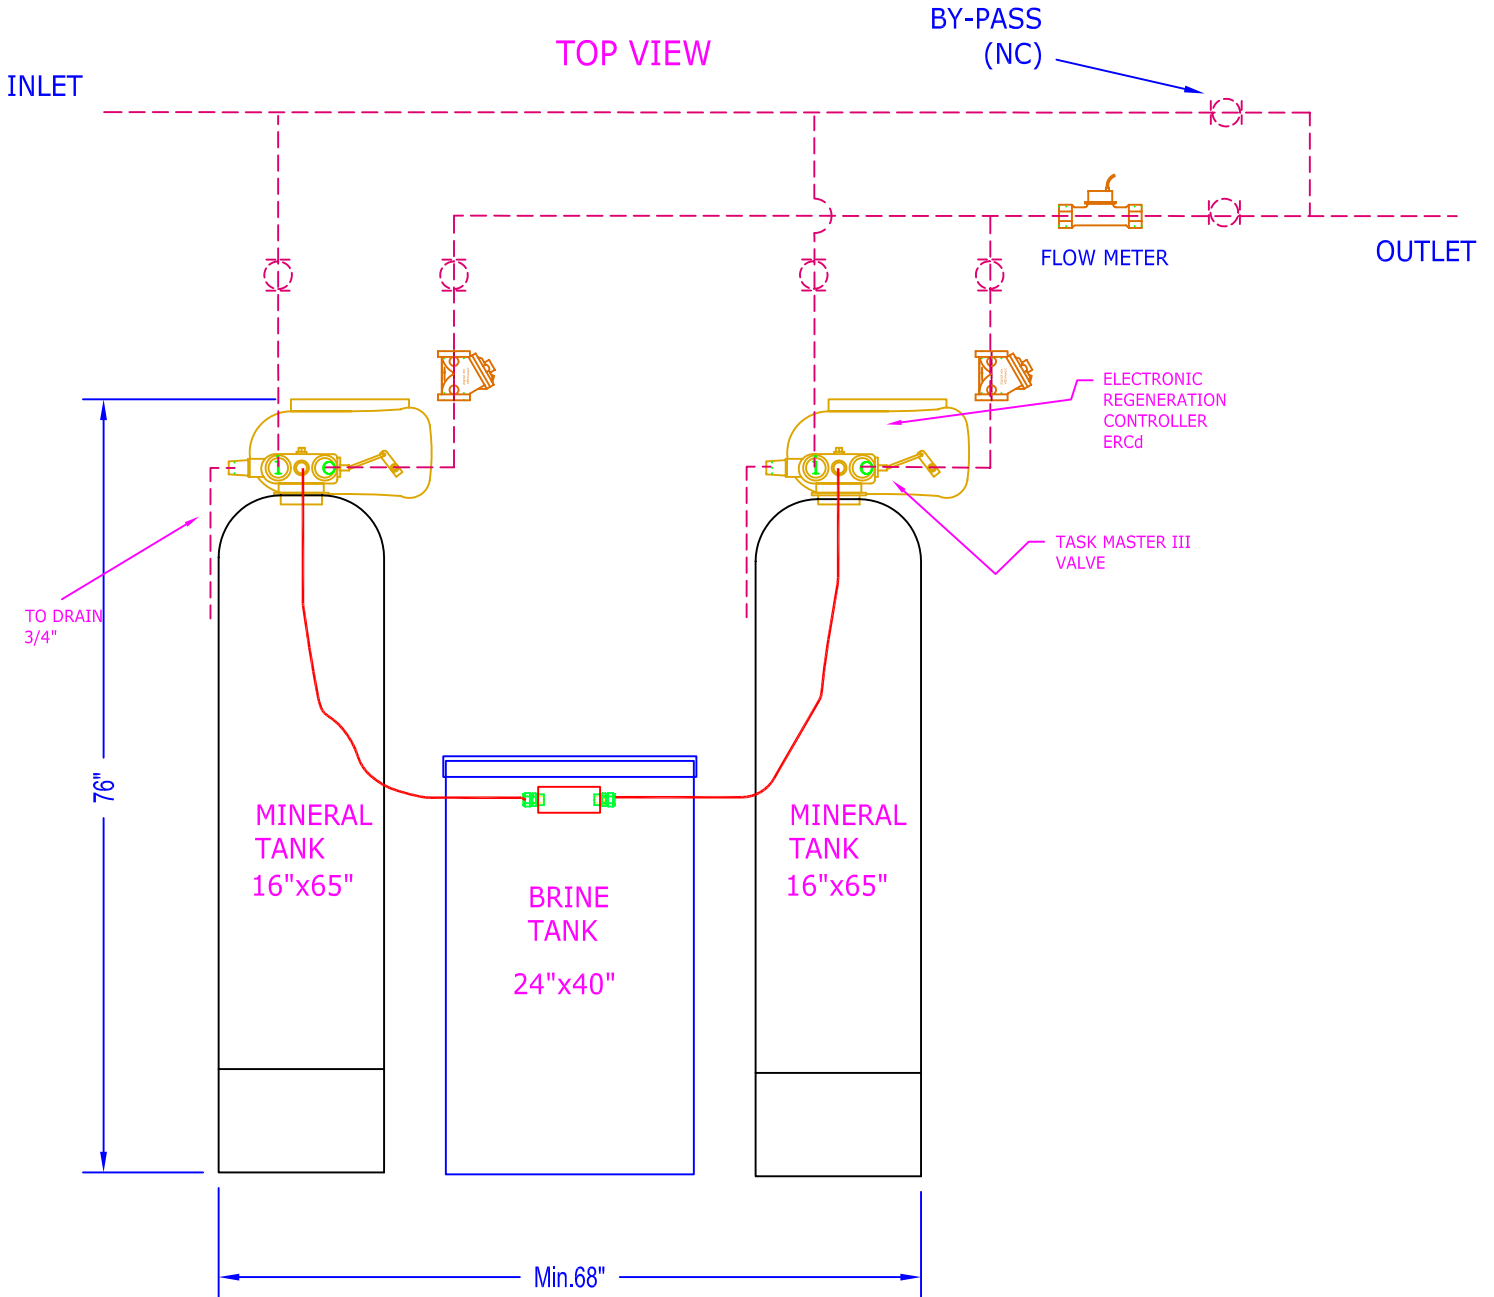 BY-PASS
(NC)
TOP VIEW
INLET
FLOW METER
OUTLET
ELECTRONIC
REGENERATION
CONTROLLER
ERCd
TASK MASTER III
VALVE
TO DRAIN
3/4"
76"
MINERAL
TANK
16"x65"
MINERAL
TANK
16"x65"
BRINE
TANK
24"x40"
Min.68"